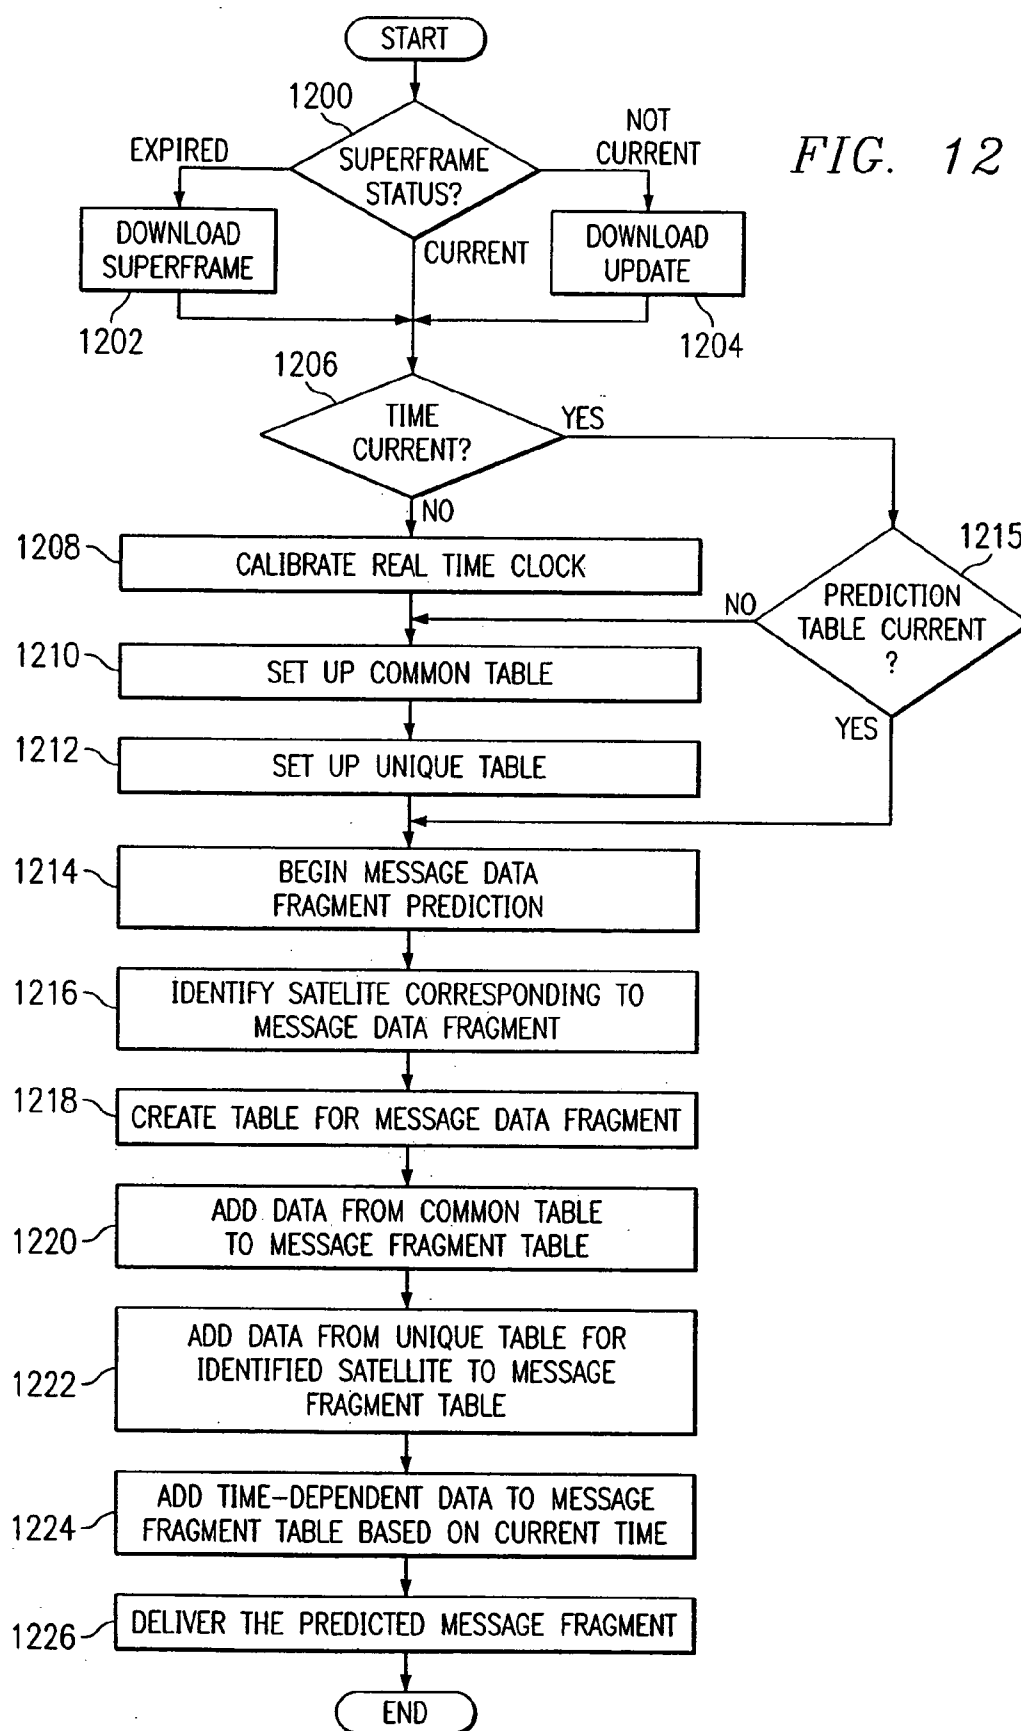 START
1200
EXPIRED
SUPERFRAME
STATUS?
NOT
CURRENT
FIG. 12
DOWNLOAD
SUPERFRAME
CURRENT
DOWNLOAD
UPDATE
1202
1204
1206
TIME
CURRENT?
YES
NO
1208
CALIBRATE REAL TIME CLOCK
1215
PREDICTION
TABLE CURRENT
?
NO
YES
1210
SET UP COMMON TABLE
1212
SET UP UNIQUE TABLE
1214
BEGIN MESSAGE DATA
FRAGMENT PREDICTION
1216
IDENTIFY SATELITE CORRESPONDING TO
MESSAGE DATA FRAGMENT
1218
CREATE TABLE FOR MESSAGE DATA FRAGMENT
1220
ADD DATA FROM COMMON TABLE
TO MESSAGE FRAGMENT TABLE
1222
ADD DATA FROM UNIQUE TABLE FOR
IDENTIFIED SATELLITE TO MESSAGE
FRAGMENT TABLE
1224
ADD TIME-DEPENDENT DATA TO MESSAGE
FRAGMENT TABLE BASED ON CURRENT TIME
1226
DELIVER THE PREDICTED MESSAGE FRAGMENT
END